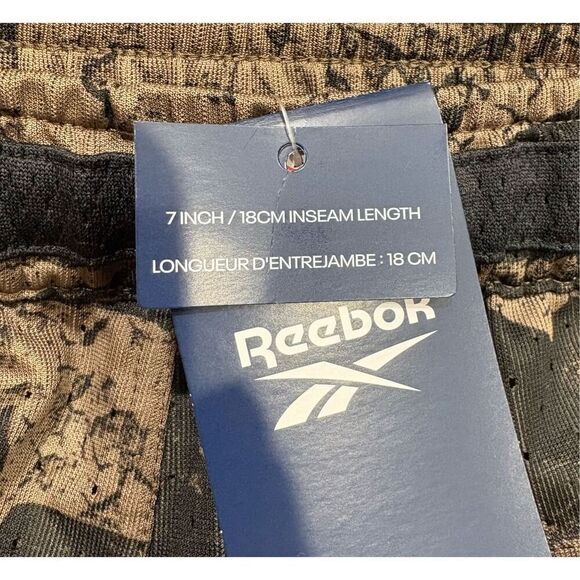 7 INCH / 18CM INSEAM LENGTH
LONGUEUR D'ENTREJAMBE : 18 CM
Reebok